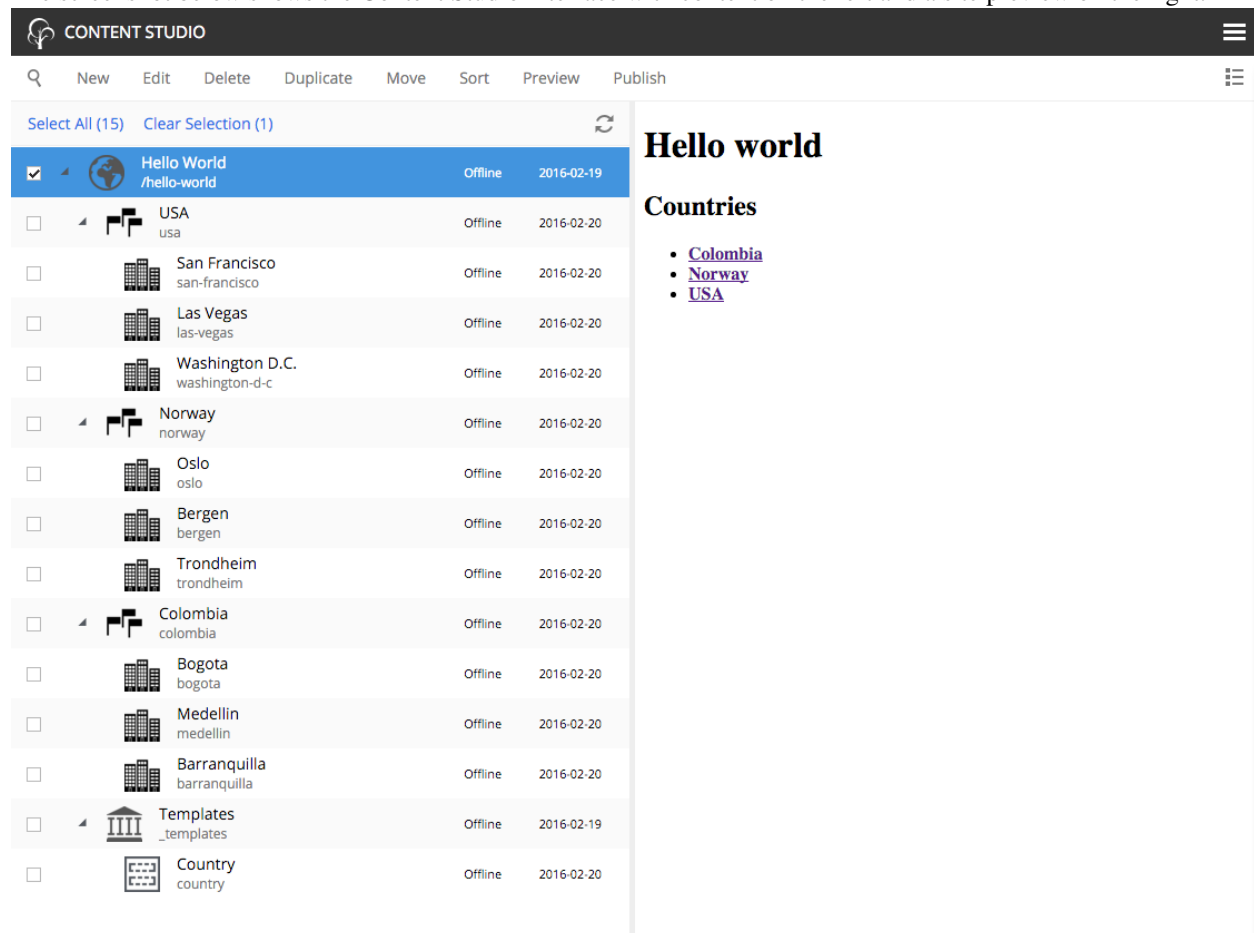 CONTENT STUDIO
New Edit Delete Duplicate Move Sort Preview Publish
Select All (15) Clear Selection (1)
Hello World
/hello-world
Offline 2016-02-19
USA
usa
Offline 2016-02-20
San Francisco
san-francisco
Offline 2016-02-20
Las Vegas
las-vegas
Offline 2016-02-20
Washington D.C.
washington-d-c
Offline 2016-02-20
Norway
norway
Offline 2016-02-20
Oslo
oslo
Offline 2016-02-20
Bergen
bergen
Offline 2016-02-20
Trondheim
trondheim
Offline 2016-02-20
Colombia
colombia
Offline 2016-02-20
Bogota
bogota
Offline 2016-02-20
Medellin
medellin
Offline 2016-02-20
Barranquilla
barranquilla
Offline 2016-02-20
Templates
_templates
Offline 2016-02-19
Country
country
Offline 2016-02-20
Hello world
Countries
• Colombia
• Norway
• USA